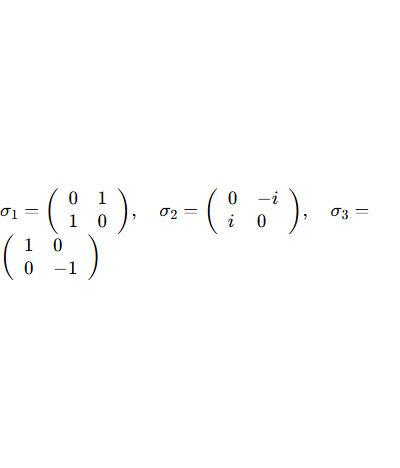 σ₁ = ( 0 1 ; 1 0 ), σ₂ = ( 0 −i ; i 0 ), σ₃ =
( 1 0 ; 0 −1 )